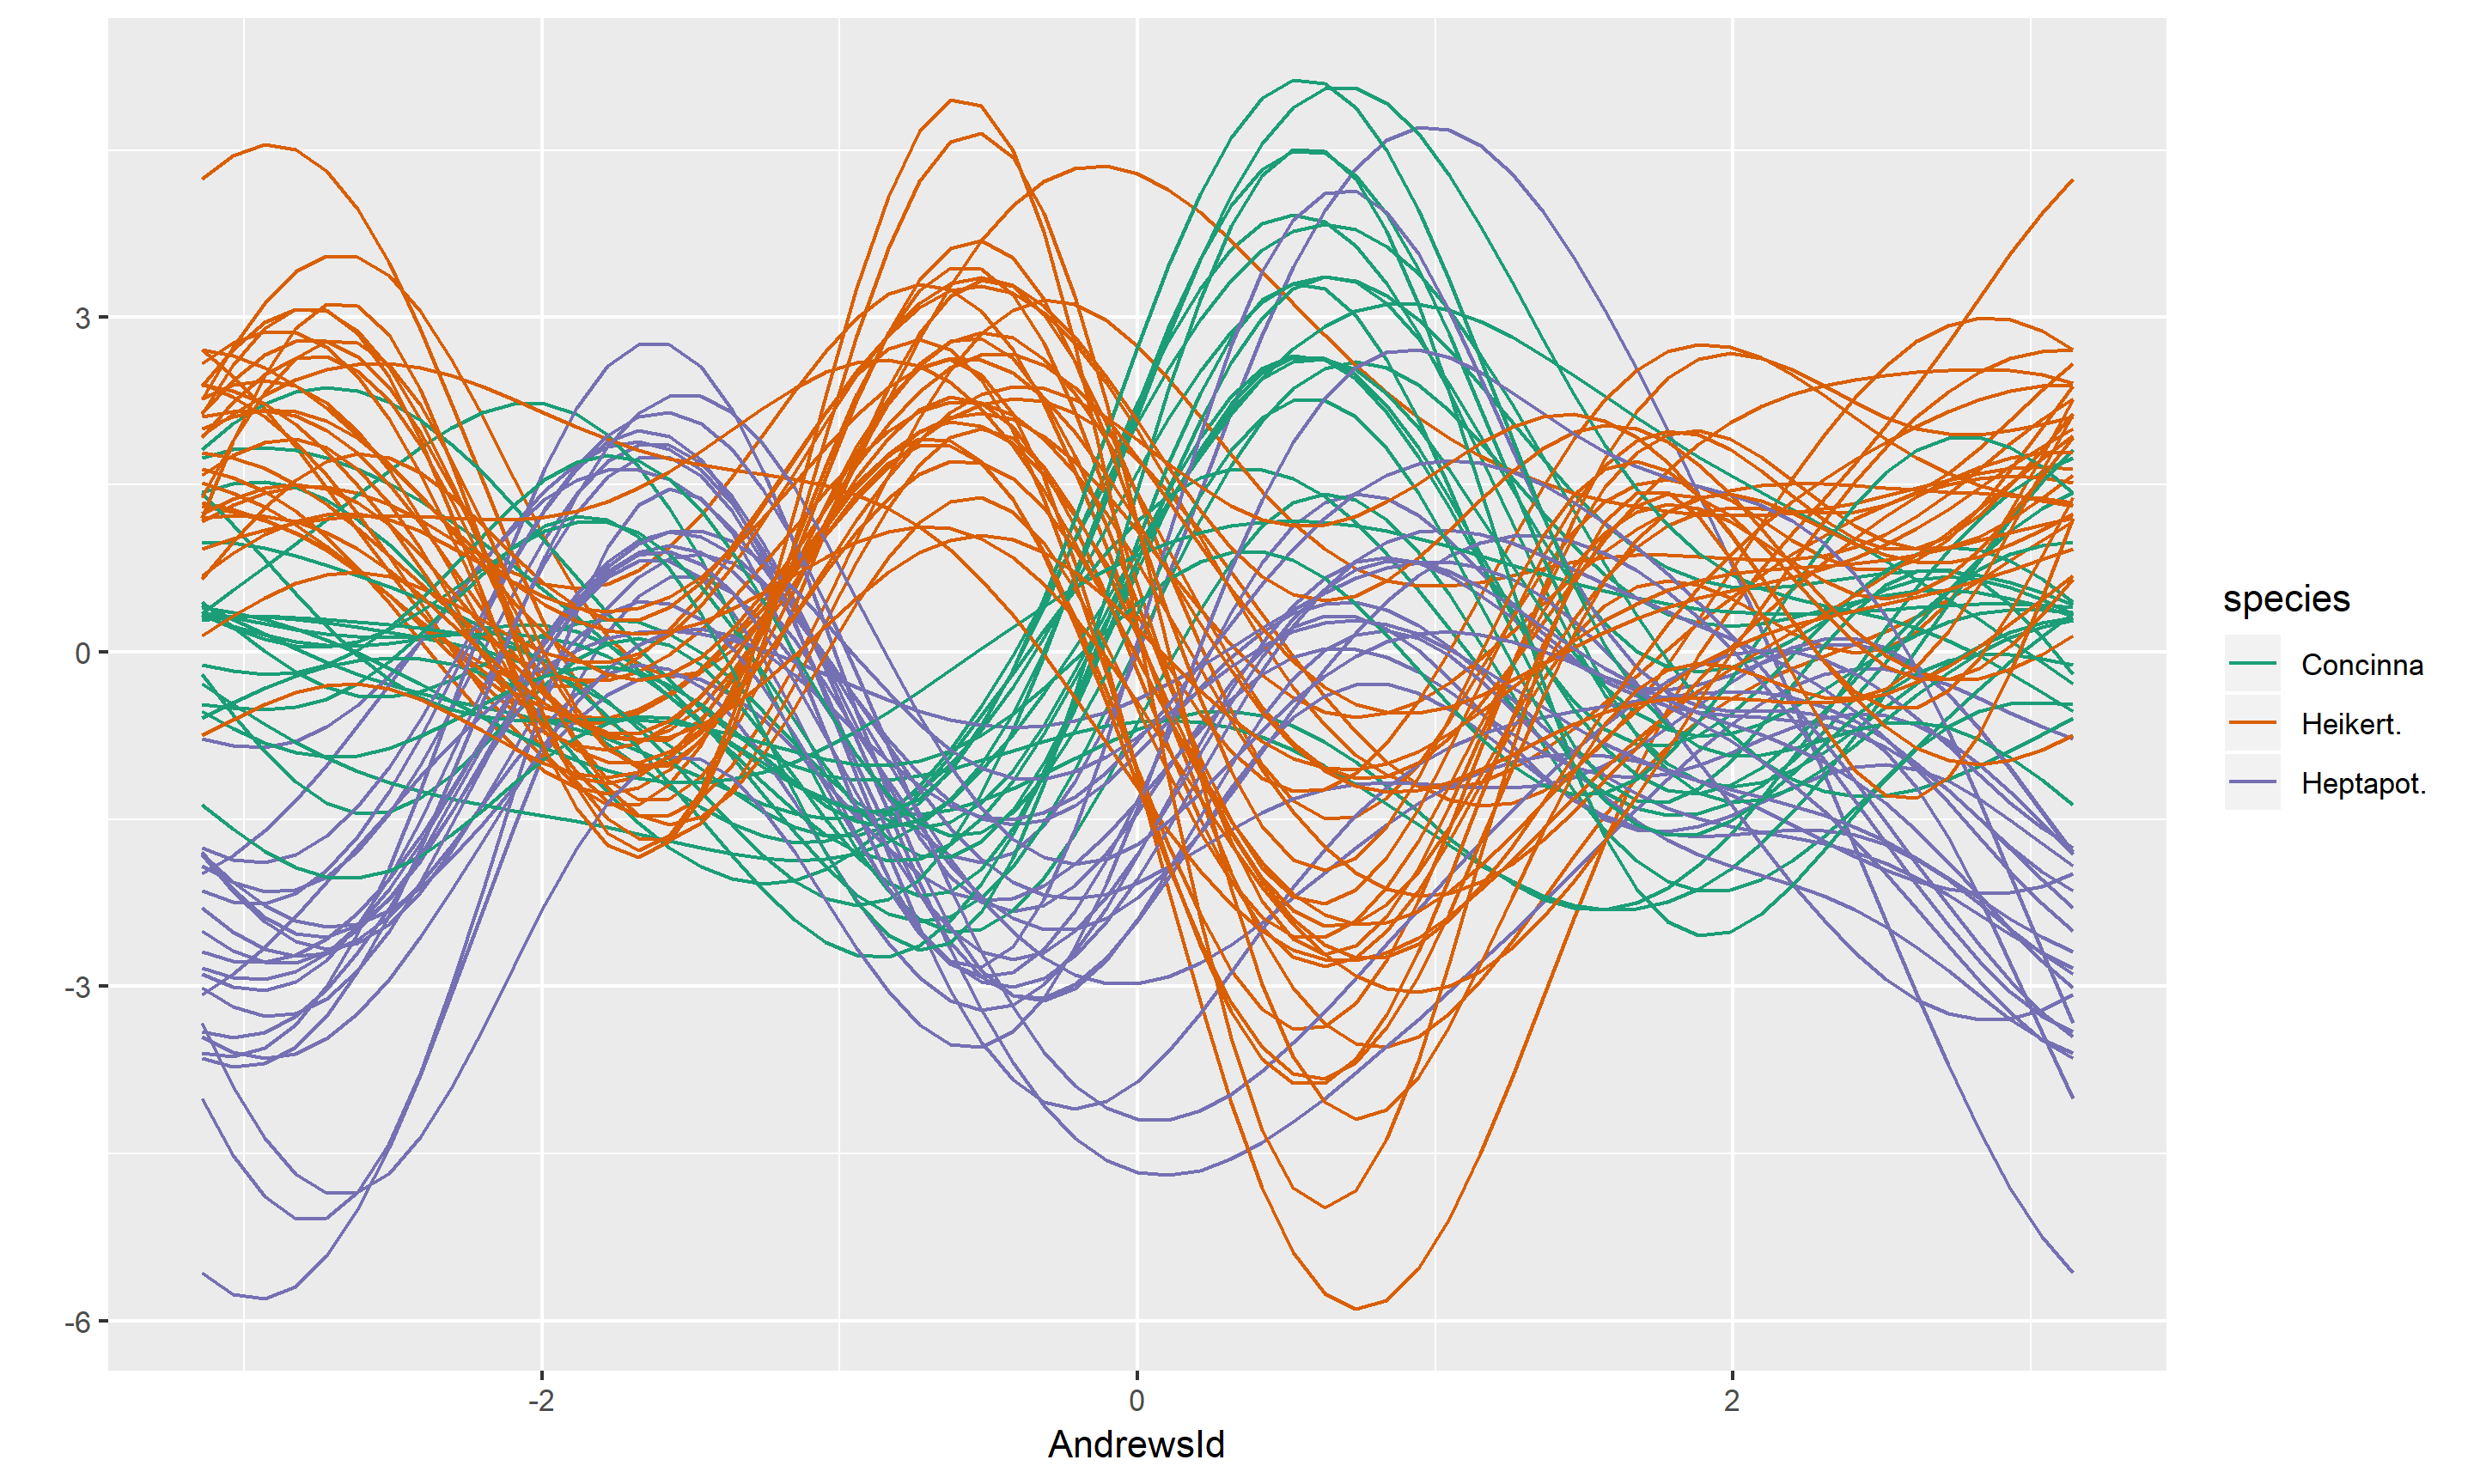 3
0
-3
-6
-2
0
2
AndrewsId
species
Concinna
Heikert.
Heptapot.